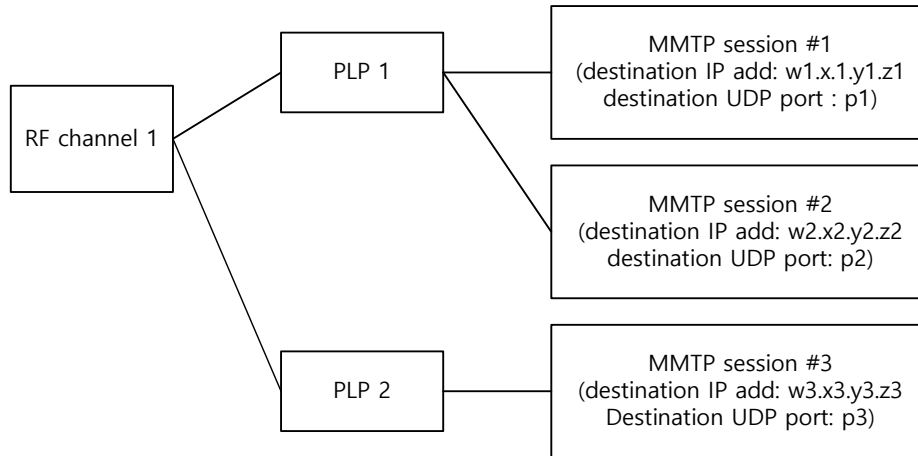 RF channel 1
PLP 1
PLP 2
MMTP session #1
(destination IP add: w1.x.1.y1.z1
destination UDP port : p1)
MMTP session #2
(destination IP add: w2.x2.y2.z2
destination UDP port: p2)
MMTP session #3
(destination IP add: w3.x3.y3.z3
Destination UDP port: p3)